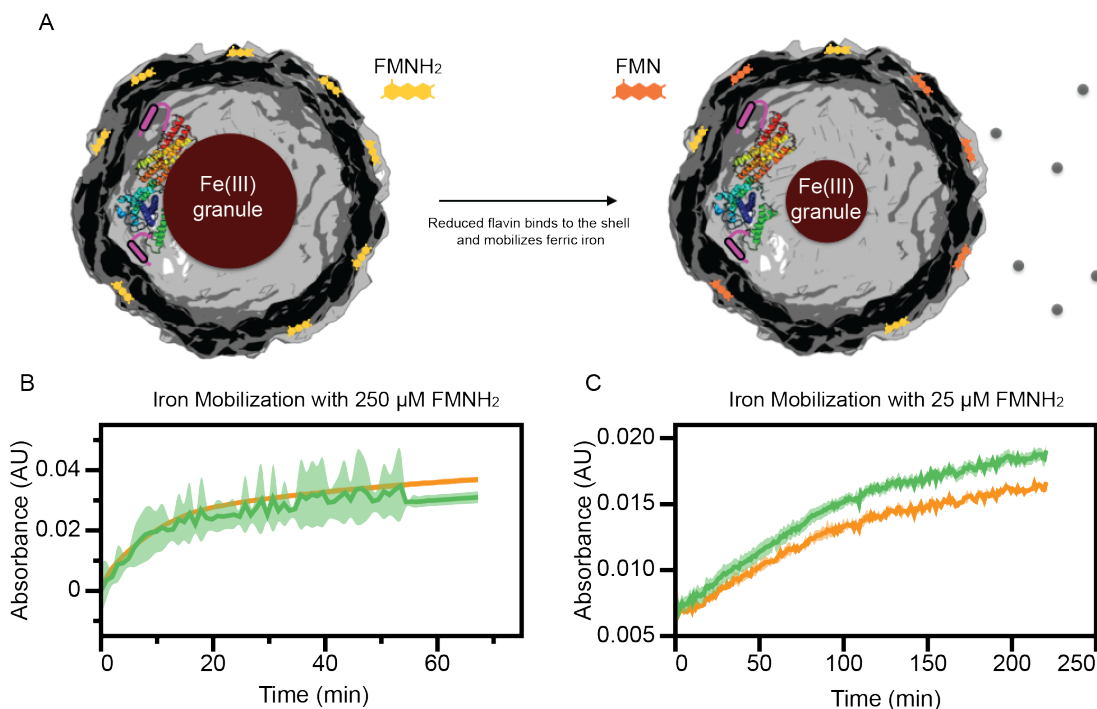 A
FMNH₂
FMN
Fe(III)
granule
Fe(III)
granule
Reduced flavin binds to the shell
and mobilizes ferric iron
B
Iron Mobilization with 250 µM FMNH₂
Absorbance (AU)
0.04
0.02
0
0
20
40
60
Time (min)
C
Iron Mobilization with 25 µM FMNH₂
Absorbance (AU)
0.020
0.015
0.010
0.005
0
50
100
150
200
250
Time (min)